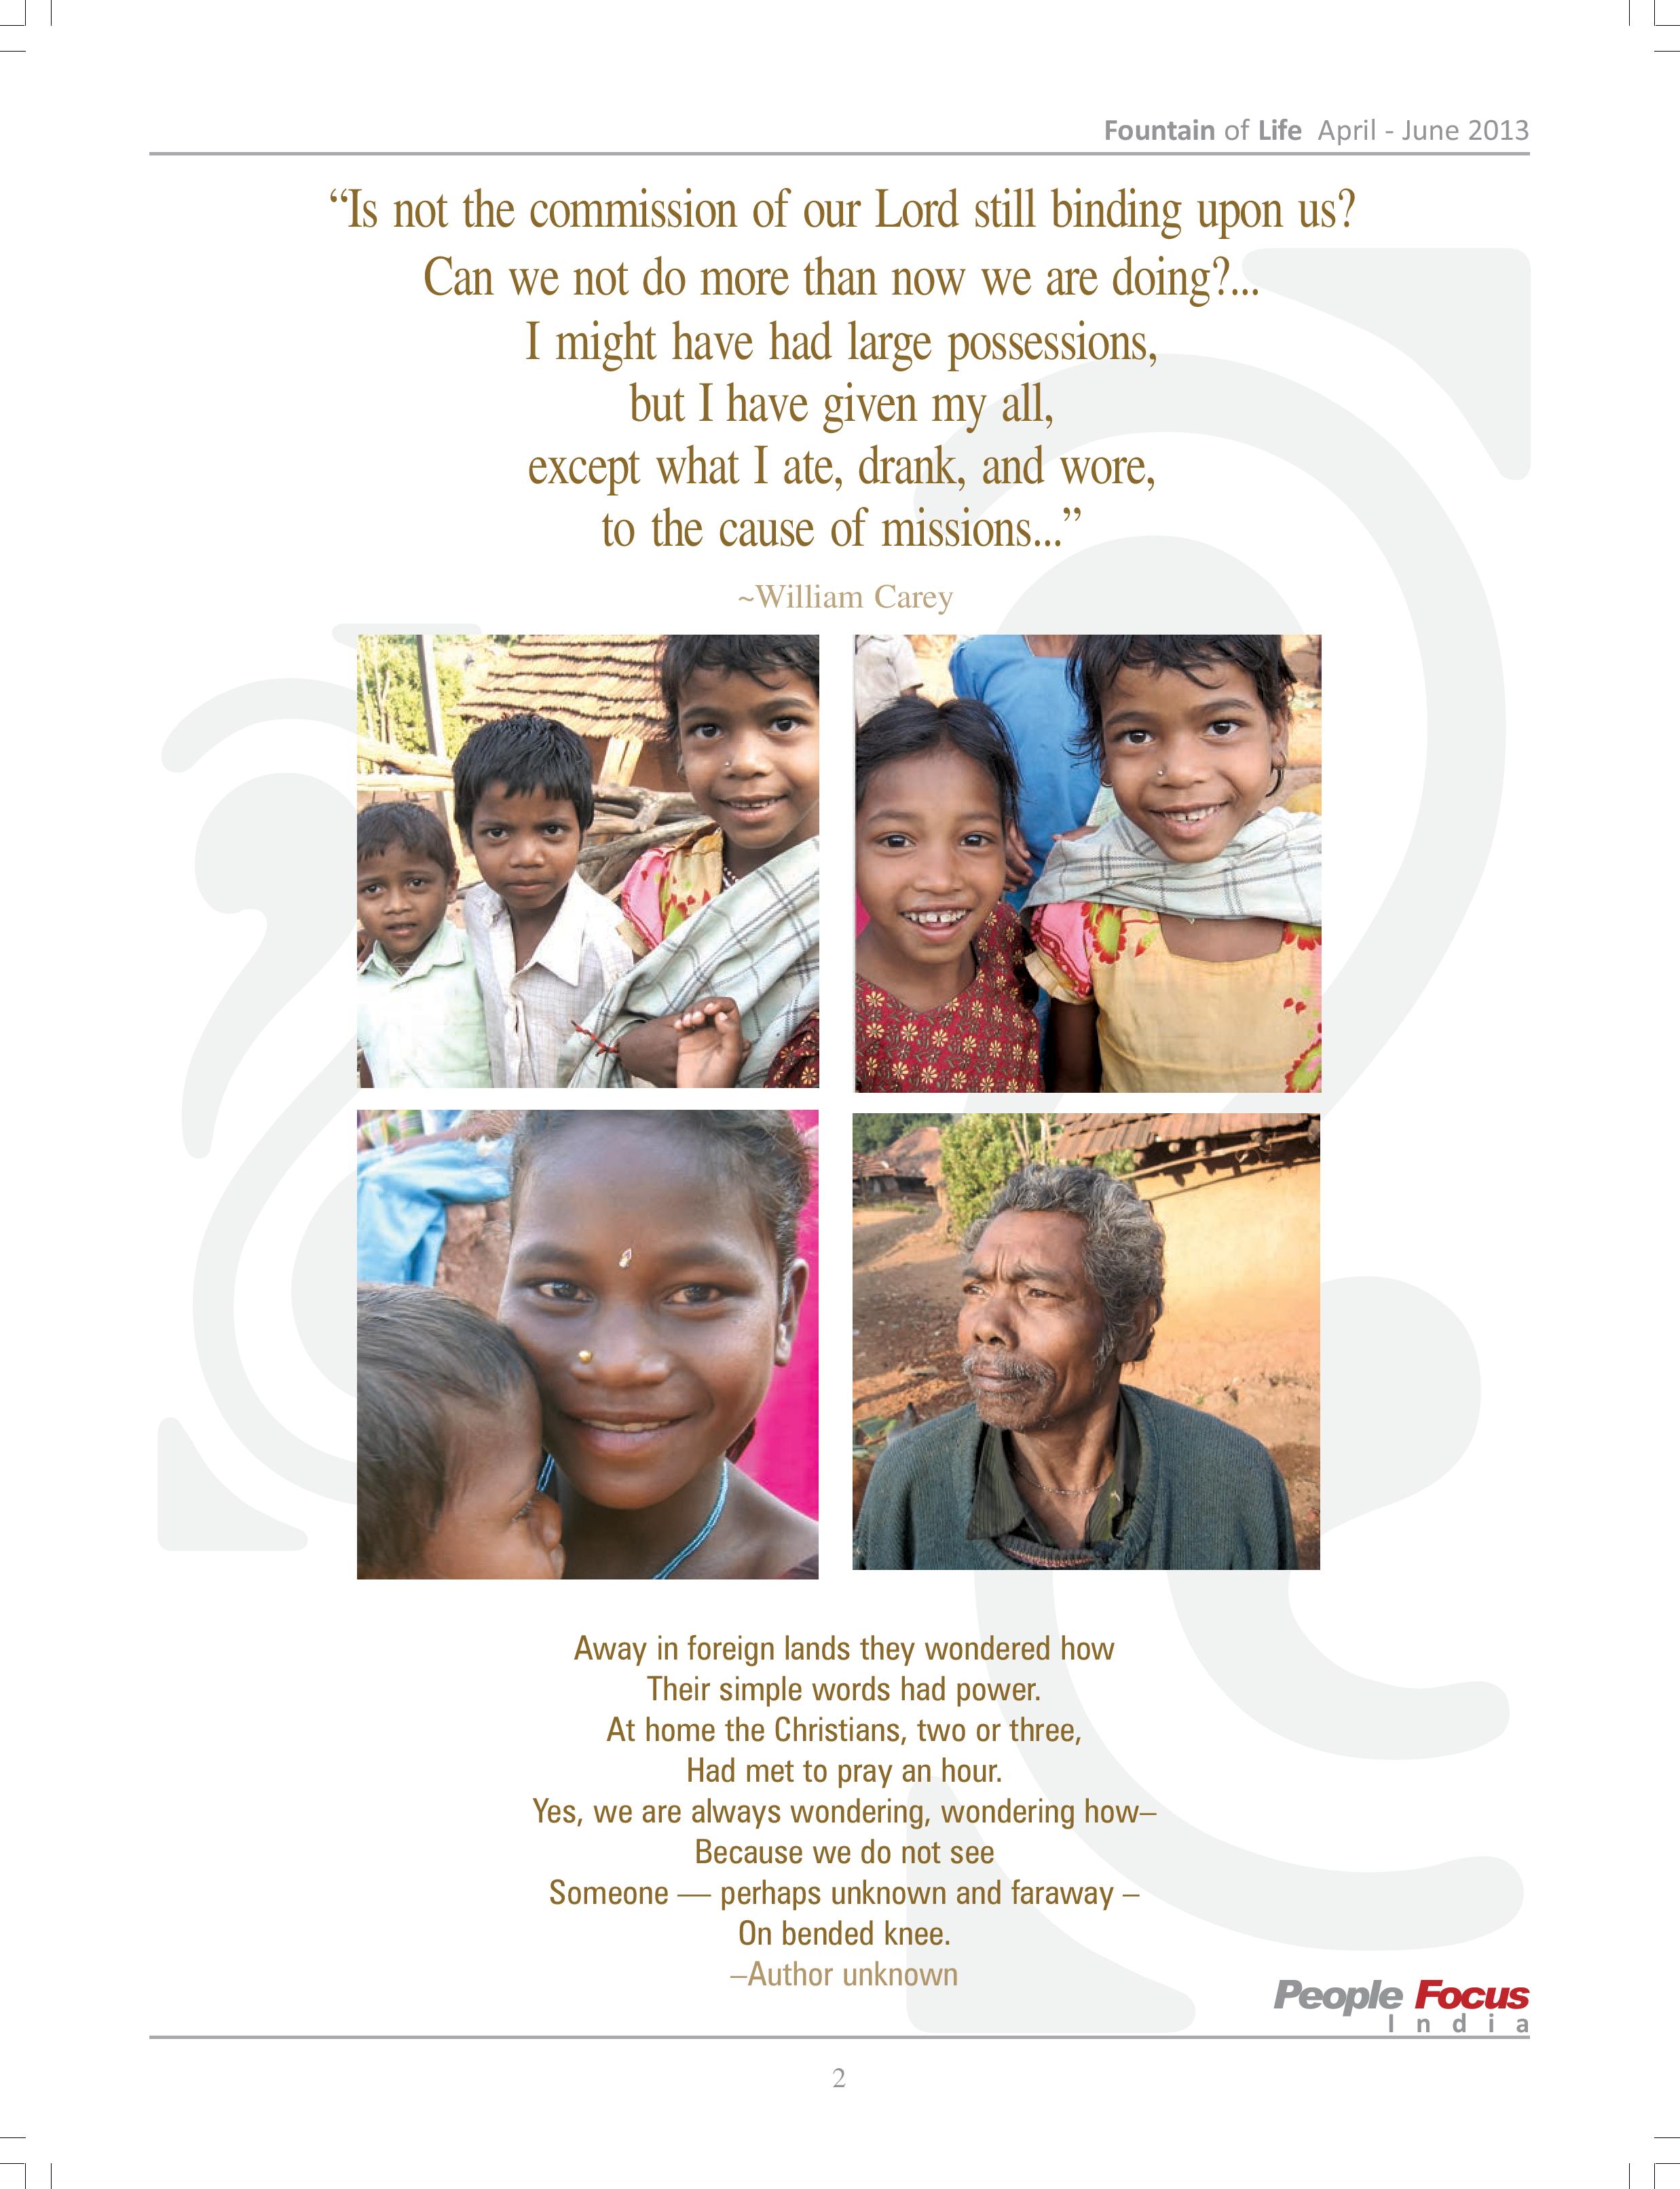 Fountain of Life April - June 2013
“Is not the commission of our Lord still binding upon us?
Can we not do more than now we are doing?...
I might have had large possessions,
but I have given my all,
except what I ate, drank, and wore,
to the cause of missions...”
~William Carey
Away in foreign lands they wondered how
Their simple words had power.
At home the Christians, two or three,
Had met to pray an hour.
Yes, we are always wondering, wondering how–
Because we do not see
Someone — perhaps unknown and faraway –
On bended knee.
–Author unknown
People Focus
India
2